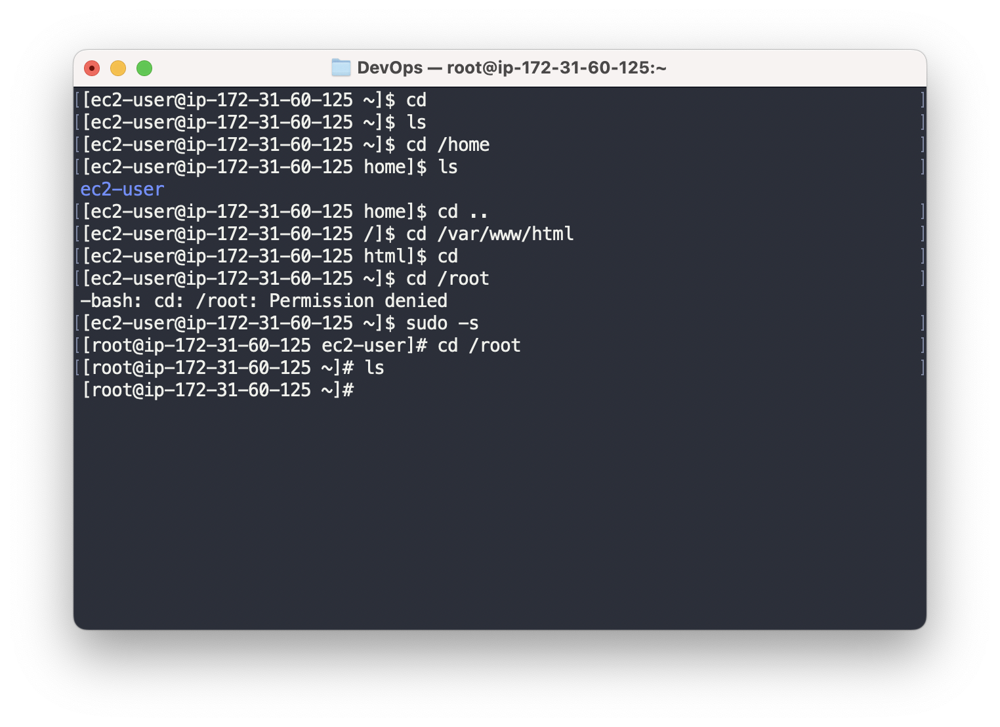 DevOps — root@ip-172-31-60-125:~
[[ec2-user@ip-172-31-60-125 ~]$ cd ]
[[ec2-user@ip-172-31-60-125 ~]$ ls ]
[[ec2-user@ip-172-31-60-125 ~]$ cd /home ]
[[ec2-user@ip-172-31-60-125 home]$ ls ]
ec2-user
[[ec2-user@ip-172-31-60-125 home]$ cd .. ]
[[ec2-user@ip-172-31-60-125 /]$ cd /var/www/html ]
[[ec2-user@ip-172-31-60-125 html]$ cd ]
[[ec2-user@ip-172-31-60-125 ~]$ cd /root ]
-bash: cd: /root: Permission denied
[[ec2-user@ip-172-31-60-125 ~]$ sudo -s ]
[[root@ip-172-31-60-125 ec2-user]# cd /root ]
[[root@ip-172-31-60-125 ~]# ls ]
[root@ip-172-31-60-125 ~]#